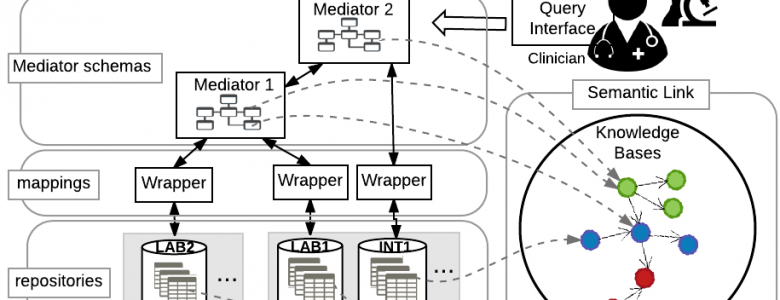 Mediator 2
Query
Interface
Clinician
Mediator schemas
Mediator 1
Semantic Link
Knowledge
Bases
mappings
Wrapper
Wrapper
Wrapper
repositories
LAB2
...
LAB1
INT1
...